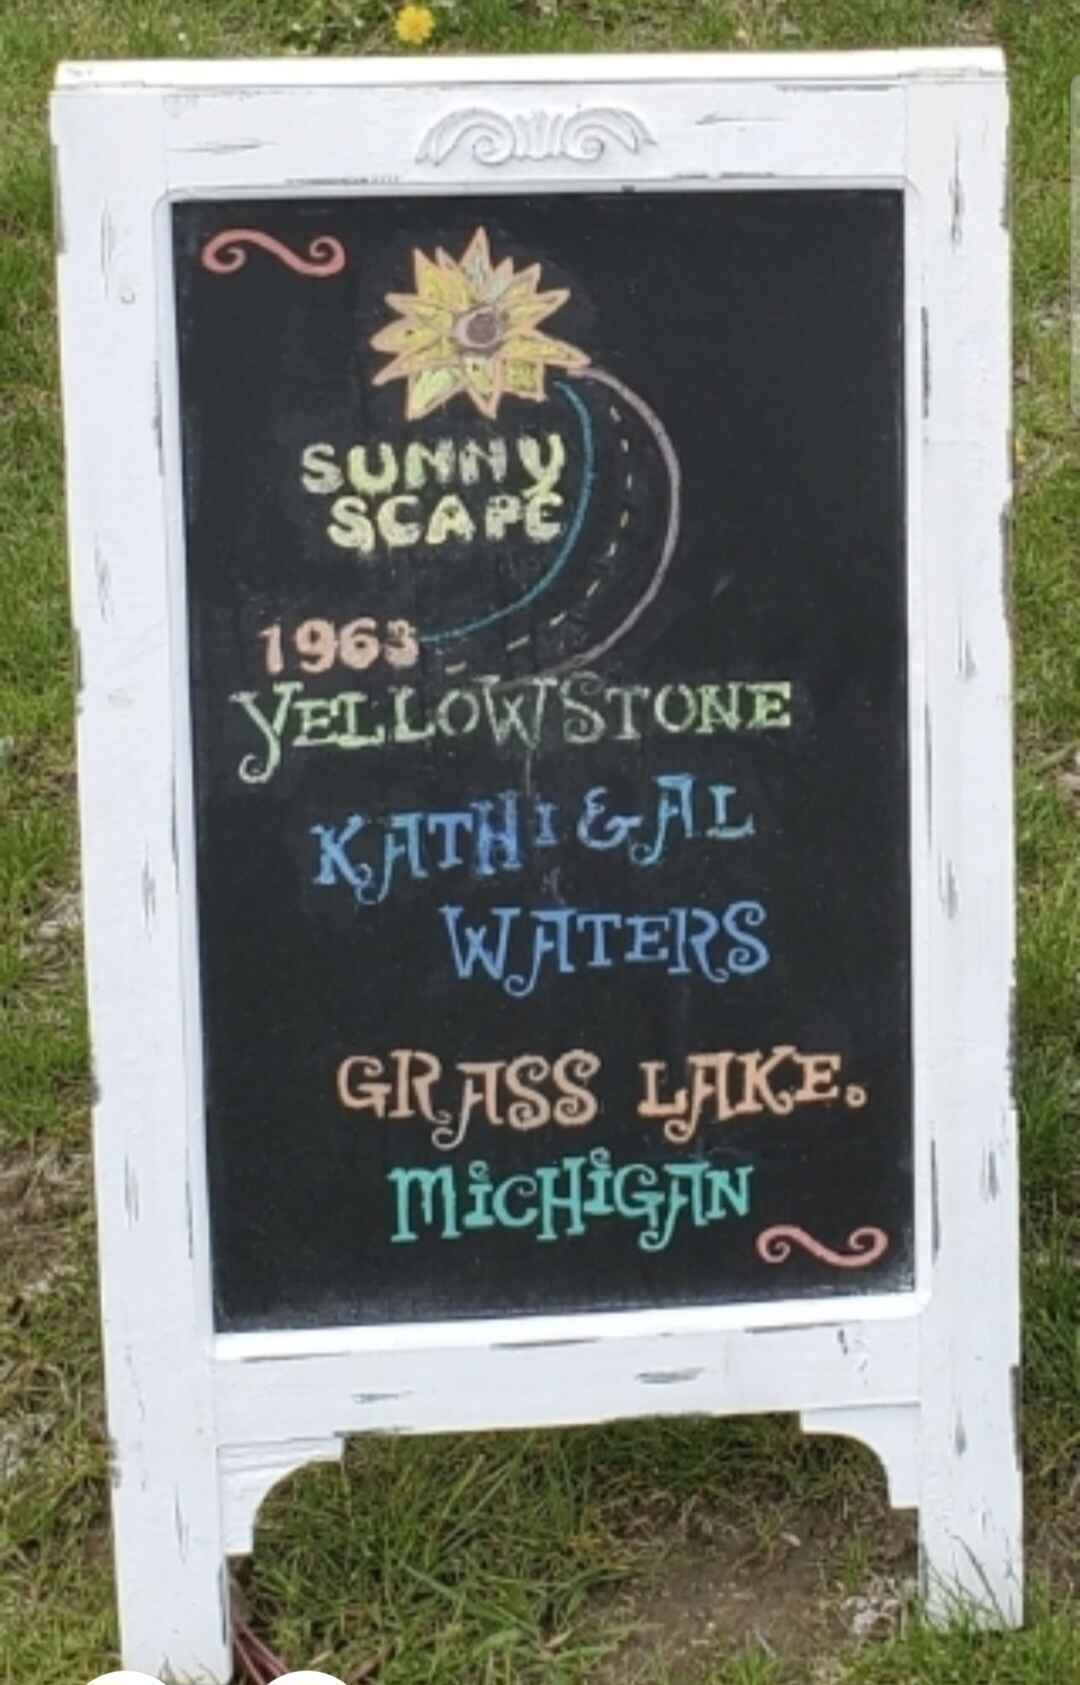 SUNNY
SCAPE
1963
YELLOWSTONE
KATHI & AL
WATERS
GRASS LAKE.
MiCHiGAN